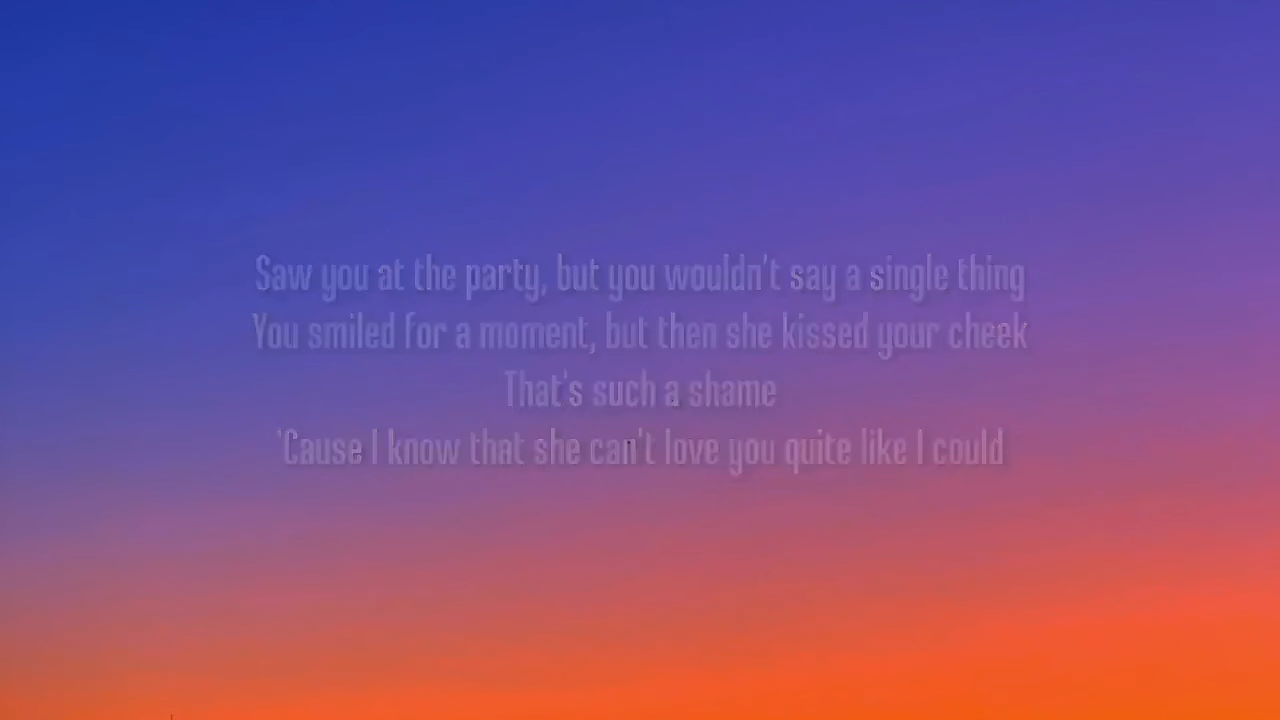 Saw you at the party, but you wouldn't say a single thing
You smiled for a moment, but then she kissed your cheek
That's such a shame
'Cause I know that she can't love you quite like I could